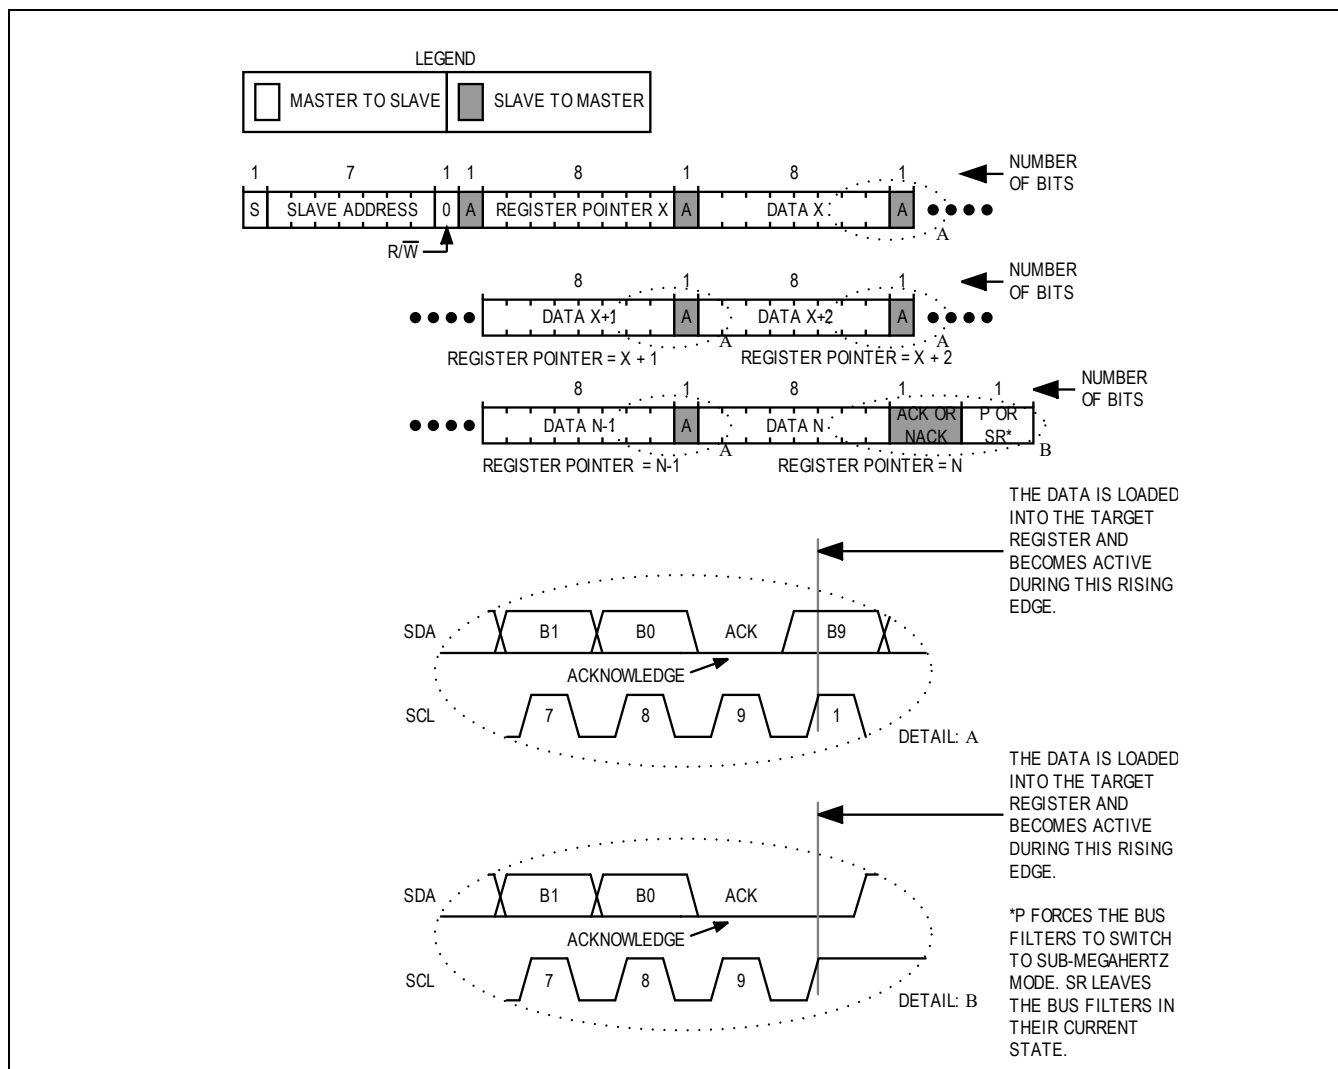 LEGEND
MASTER TO SLAVE
SLAVE TO MASTER
1 7 1 1 8 1 8 1
NUMBER
OF BITS
S SLAVE ADDRESS 0 A REGISTER POINTER X A DATA X A
A
R/W̅
8 1 8 1
NUMBER
OF BITS
DATA X+1 A DATA X+2 A
A A
REGISTER POINTER = X + 1 REGISTER POINTER = X + 2
8 1 8 1 1
NUMBER
OF BITS
DATA N-1 A DATA N ACK OR NACK P OR SR*
A B
REGISTER POINTER = N-1 REGISTER POINTER = N
THE DATA IS LOADED
INTO THE TARGET
REGISTER AND
BECOMES ACTIVE
DURING THIS RISING
EDGE.
SDA B1 B0 ACK B9
ACKNOWLEDGE
SCL 7 8 9 1
DETAIL: A
THE DATA IS LOADED
INTO THE TARGET
REGISTER AND
BECOMES ACTIVE
DURING THIS RISING
EDGE.
SDA B1 B0 ACK
ACKNOWLEDGE
SCL 7 8 9
DETAIL: B
*P FORCES THE BUS
FILTERS TO SWITCH
TO SUB-MEGAHERTZ
MODE. SR LEAVES
THE BUS FILTERS IN
THEIR CURRENT
STATE.